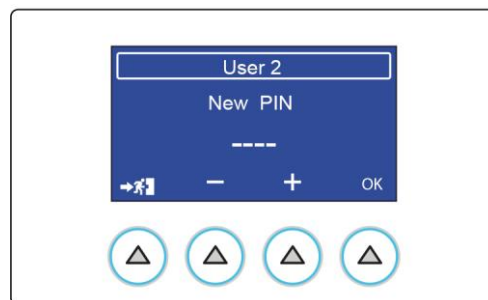 User 2
New PIN
----
− + OK